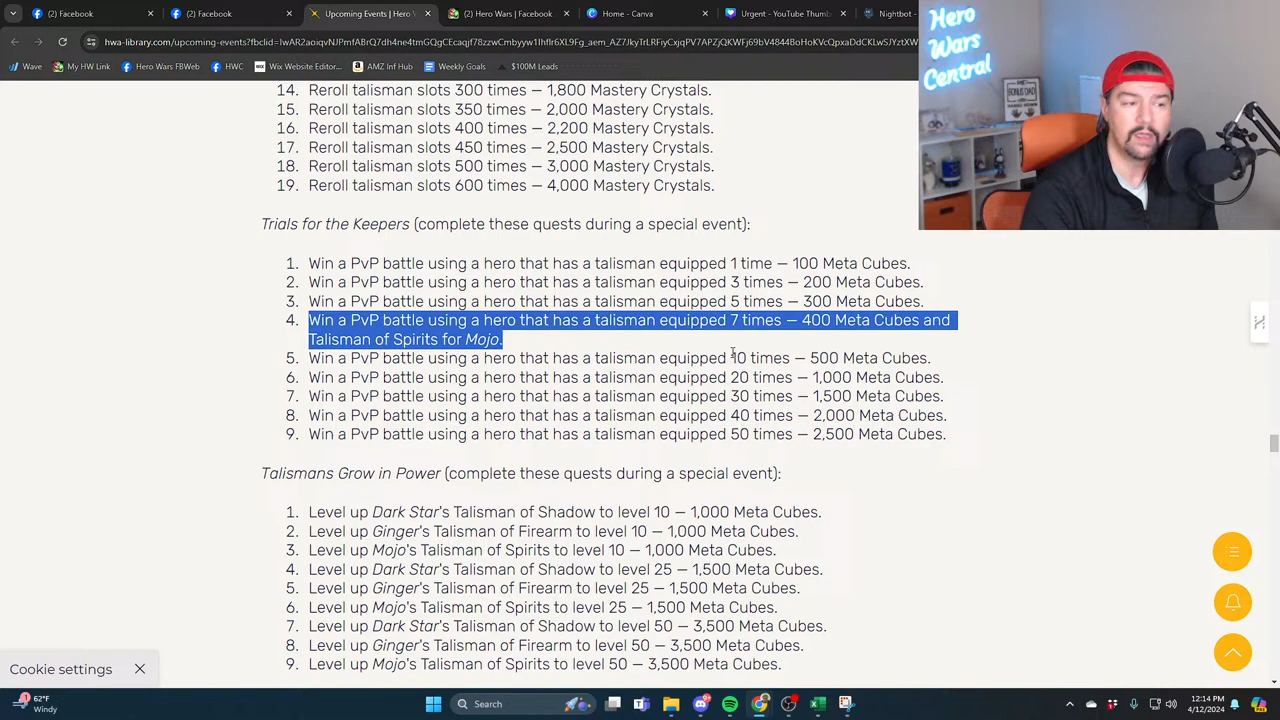 Facebook
Facebook
Upcoming Events | Hero V
Hero Wars | Facebook
Home - Canva
Urgent - YouTube Thumb
Nightbot -
hwa-library.com/upcoming-events?fbclid=
Wave
My HW Link
Hero Wars FBWeb
HWC
Wix Website Editor...
AMZ Inf Hub
Weekly Goals
$100M Leads
Hero
Wars
Central
BONUS DAD
14. Reroll talisman slots 300 times – 1,800 Mastery Crystals.
15. Reroll talisman slots 350 times – 2,000 Mastery Crystals.
16. Reroll talisman slots 400 times – 2,200 Mastery Crystals.
17. Reroll talisman slots 450 times – 2,500 Mastery Crystals.
18. Reroll talisman slots 500 times – 3,000 Mastery Crystals.
19. Reroll talisman slots 600 times – 4,000 Mastery Crystals.
Trials for the Keepers (complete these quests during a special event):
1. Win a PvP battle using a hero that has a talisman equipped 1 time – 100 Meta Cubes.
2. Win a PvP battle using a hero that has a talisman equipped 3 times – 200 Meta Cubes.
3. Win a PvP battle using a hero that has a talisman equipped 5 times – 300 Meta Cubes.
4. Win a PvP battle using a hero that has a talisman equipped 7 times – 400 Meta Cubes and
Talisman of Spirits for Mojo.
5. Win a PvP battle using a hero that has a talisman equipped 10 times – 500 Meta Cubes.
6. Win a PvP battle using a hero that has a talisman equipped 20 times – 1,000 Meta Cubes.
7. Win a PvP battle using a hero that has a talisman equipped 30 times – 1,500 Meta Cubes.
8. Win a PvP battle using a hero that has a talisman equipped 40 times – 2,000 Meta Cubes.
9. Win a PvP battle using a hero that has a talisman equipped 50 times – 2,500 Meta Cubes.
Talismans Grow in Power (complete these quests during a special event):
1. Level up Dark Star's Talisman of Shadow to level 10 – 1,000 Meta Cubes.
2. Level up Ginger's Talisman of Firearm to level 10 – 1,000 Meta Cubes.
3. Level up Mojo's Talisman of Spirits to level 10 – 1,000 Meta Cubes.
4. Level up Dark Star's Talisman of Shadow to level 25 – 1,500 Meta Cubes.
5. Level up Ginger's Talisman of Firearm to level 25 – 1,500 Meta Cubes.
6. Level up Mojo's Talisman of Spirits to level 25 – 1,500 Meta Cubes.
7. Level up Dark Star's Talisman of Shadow to level 50 – 3,500 Meta Cubes.
8. Level up Ginger's Talisman of Firearm to level 50 – 3,500 Meta Cubes.
9. Level up Mojo's Talisman of Spirits to level 50 – 3,500 Meta Cubes.
Cookie settings
62°F
Windy
Search
12:14 PM
4/12/2024